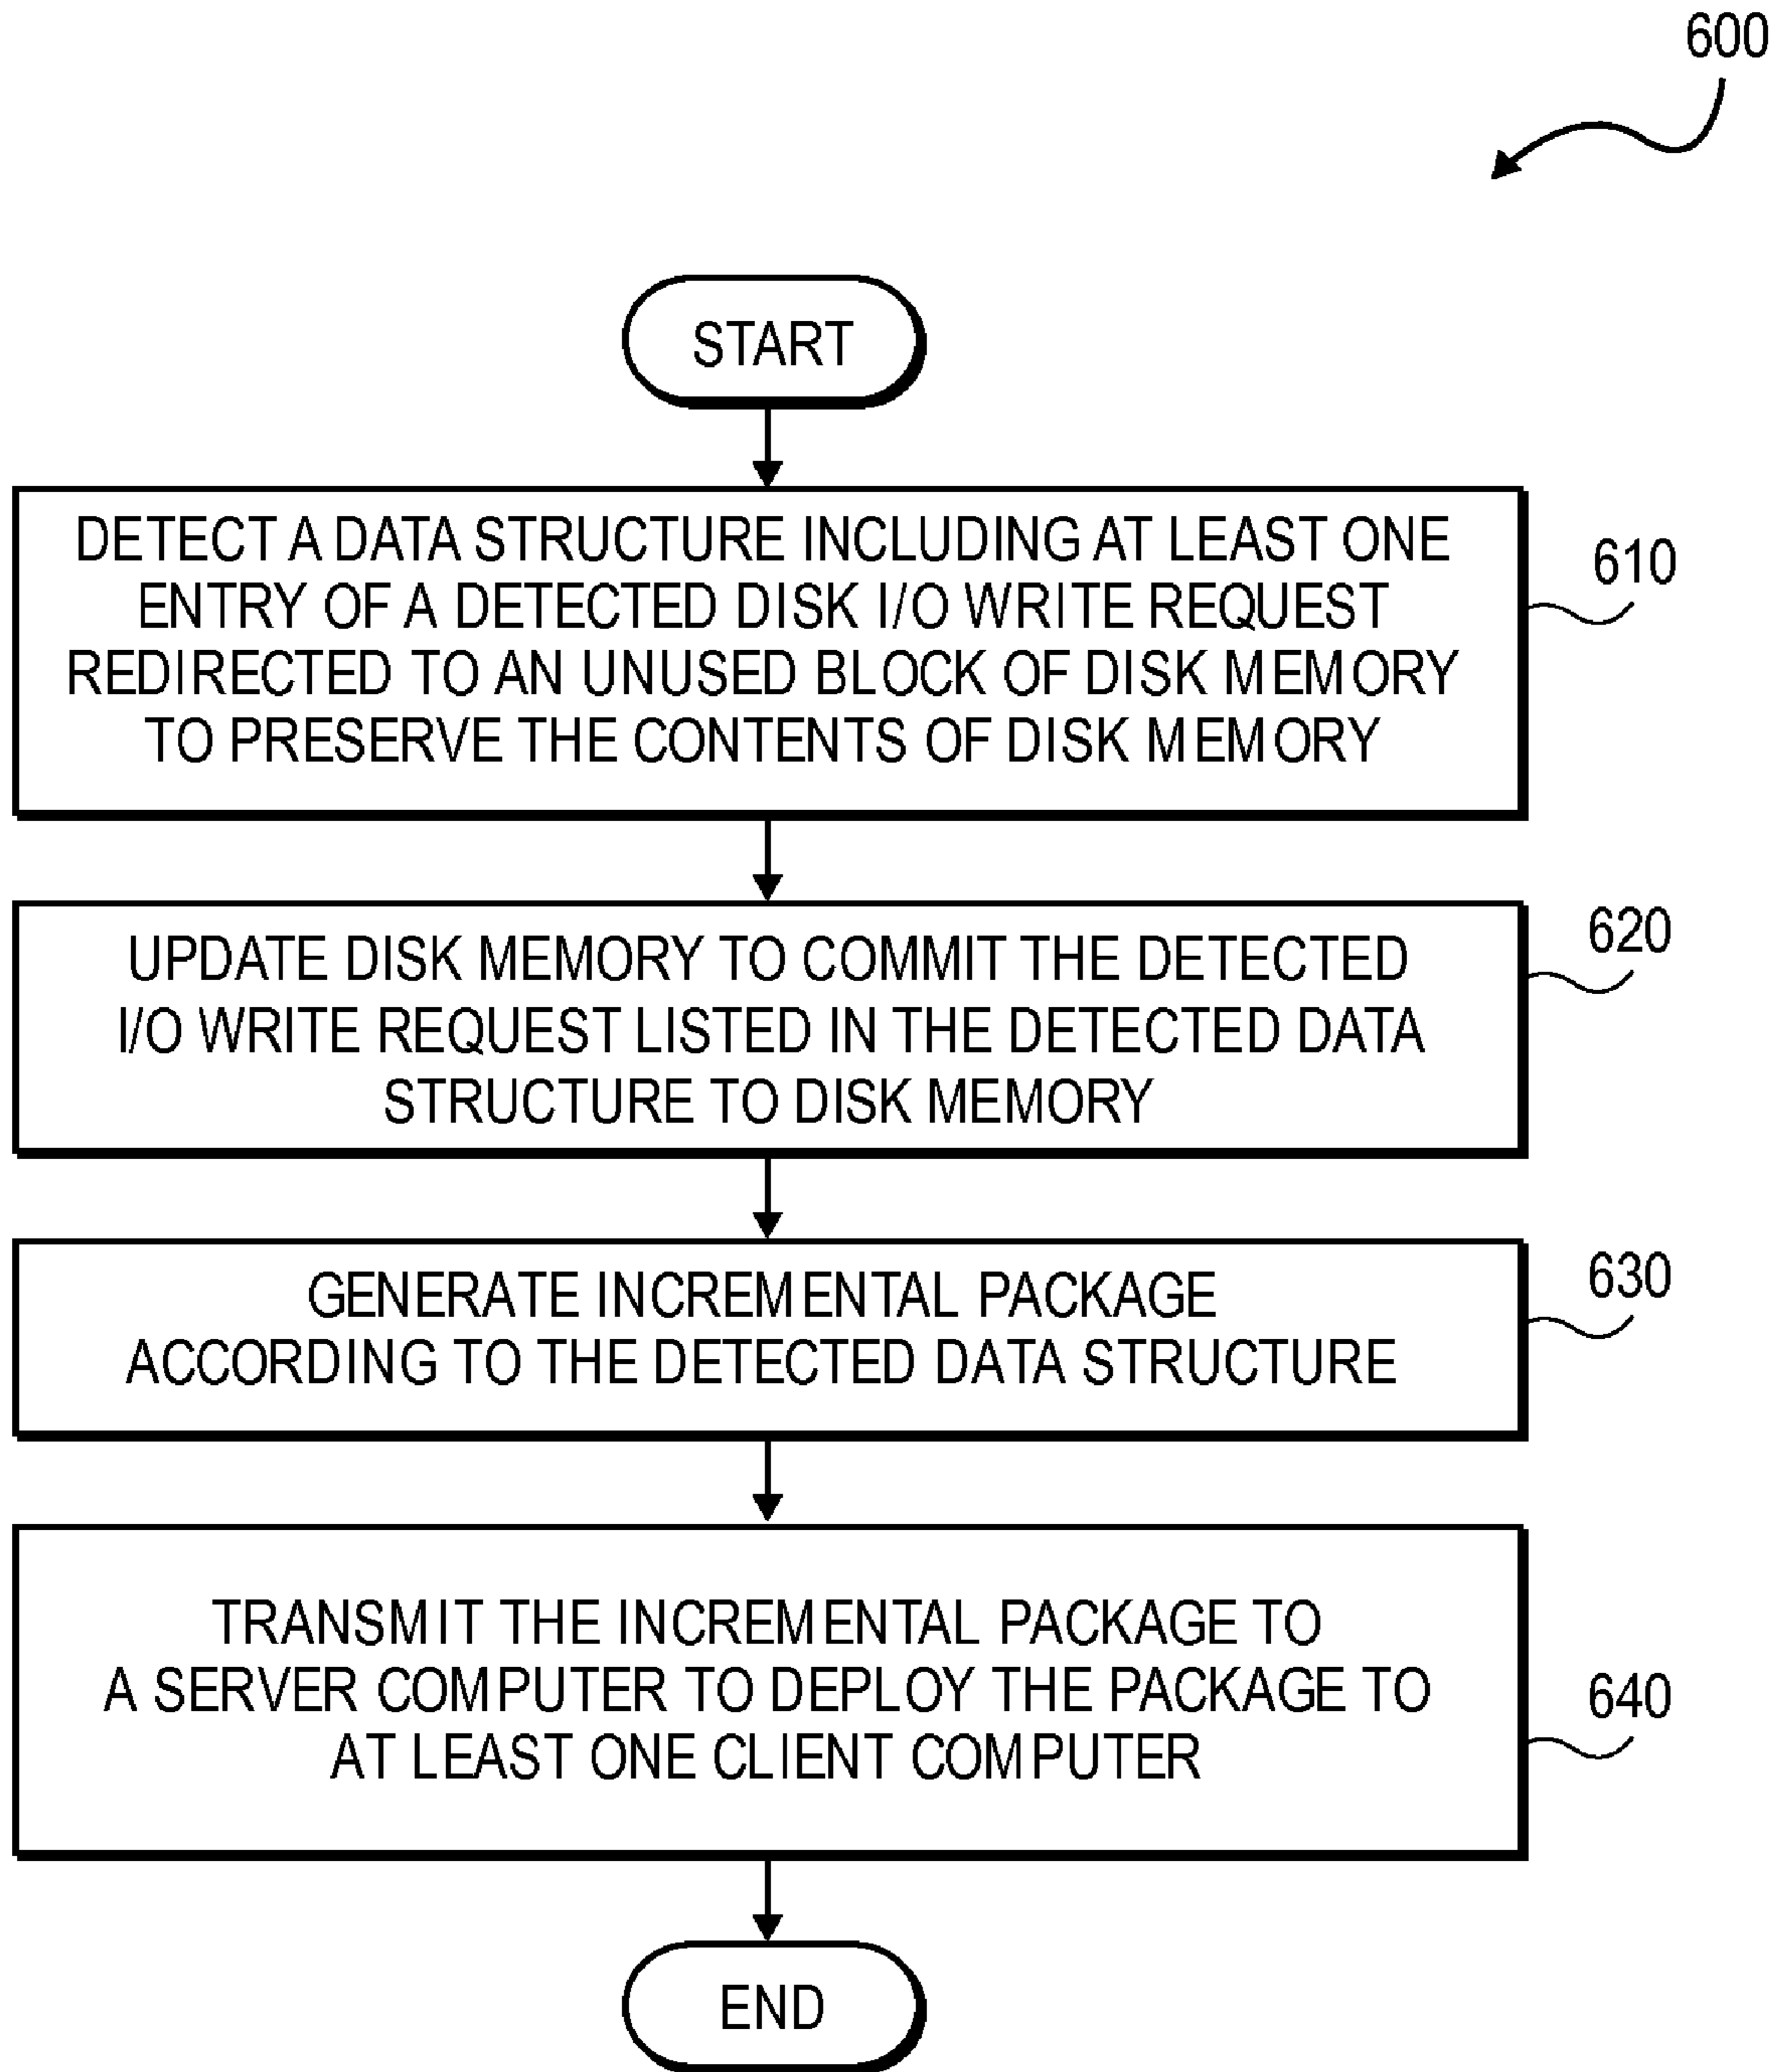 600
START
DETECT A DATA STRUCTURE INCLUDING AT LEAST ONE
ENTRY OF A DETECTED DISK I/O WRITE REQUEST
REDIRECTED TO AN UNUSED BLOCK OF DISK MEMORY
TO PRESERVE THE CONTENTS OF DISK MEMORY
610
UPDATE DISK MEMORY TO COMMIT THE DETECTED
I/O WRITE REQUEST LISTED IN THE DETECTED DATA
STRUCTURE TO DISK MEMORY
620
GENERATE INCREMENTAL PACKAGE
ACCORDING TO THE DETECTED DATA STRUCTURE
630
TRANSMIT THE INCREMENTAL PACKAGE TO
A SERVER COMPUTER TO DEPLOY THE PACKAGE TO
AT LEAST ONE CLIENT COMPUTER
640
END